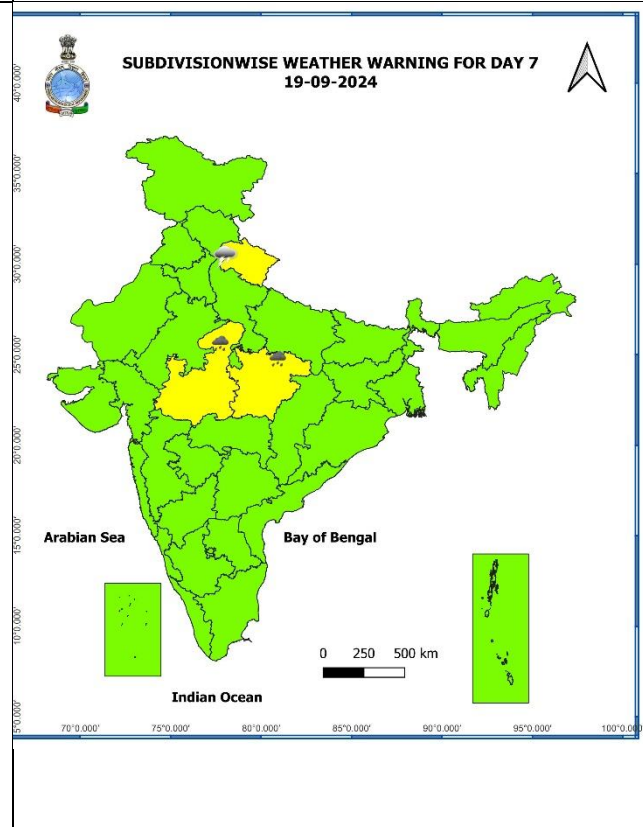 SUBDIVISIONWISE WEATHER WARNING FOR DAY 7
19-09-2024
40°0.000'
35°0.000'
30°0.000'
25°0.000'
20°0.000'
15°0.000'
10°0.000'
5°0.000'
Arabian Sea
Bay of Bengal
0 250 500 km
Indian Ocean
70°0.000' 75°0.000' 80°0.000' 85°0.000' 90°0.000' 95°0.000' 100°0.000'